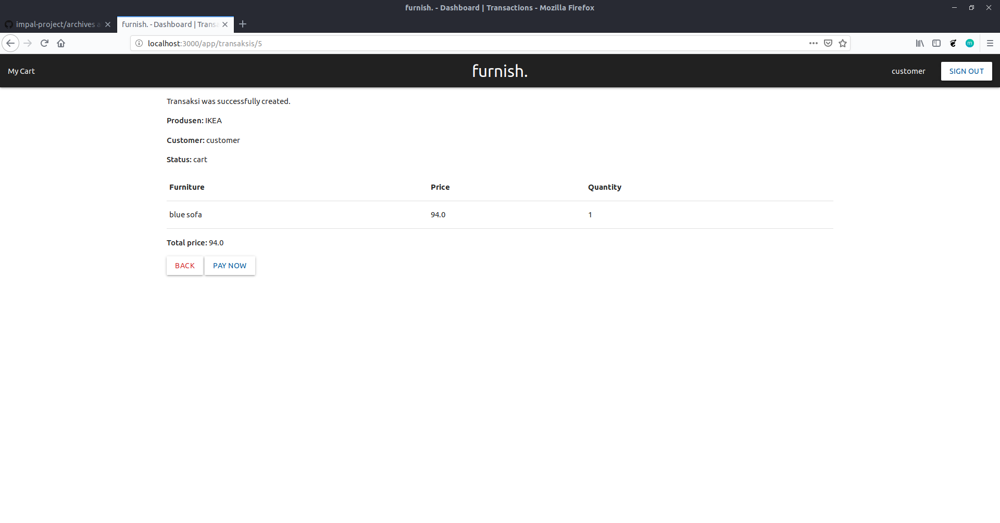 furnish. - Dashboard | Transactions - Mozilla Firefox
impal-project/archives a
furnish. - Dashboard | Transa
localhost:3000/app/transaksis/5
m
My Cart
furnish.
customer
SIGN OUT
Transaksi was successfully created.
Produsen: IKEA
Customer: customer
Status: cart
Furniture Price Quantity
blue sofa 94.0 1
Total price: 94.0
BACK PAY NOW